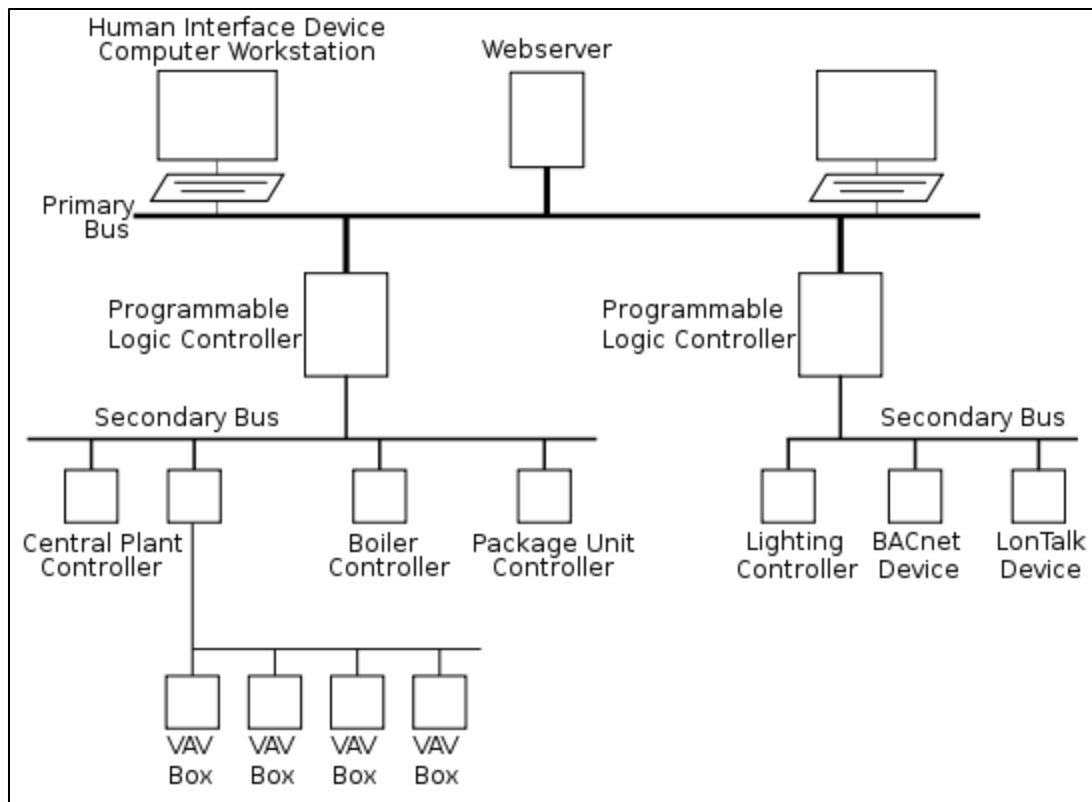 Human Interface Device
Computer Workstation
Webserver
Primary
Bus
Programmable
Logic Controller
Programmable
Logic Controller
Secondary Bus
Secondary Bus
Central Plant
Controller
Boiler
Controller
Package Unit
Controller
Lighting
Controller
BACnet
Device
LonTalk
Device
VAV
Box
VAV
Box
VAV
Box
VAV
Box